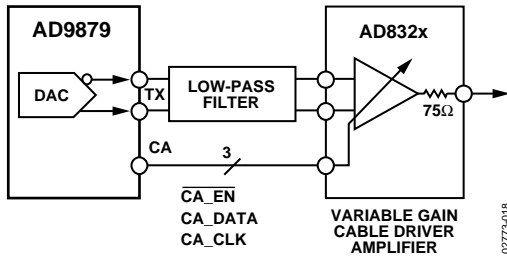 AD9879
AD832x
DAC
TX
LOW-PASS
FILTER
75Ω
CA
3
CA_EN
CA_DATA
CA_CLK
VARIABLE GAIN
CABLE DRIVER
AMPLIFIER
02773-018